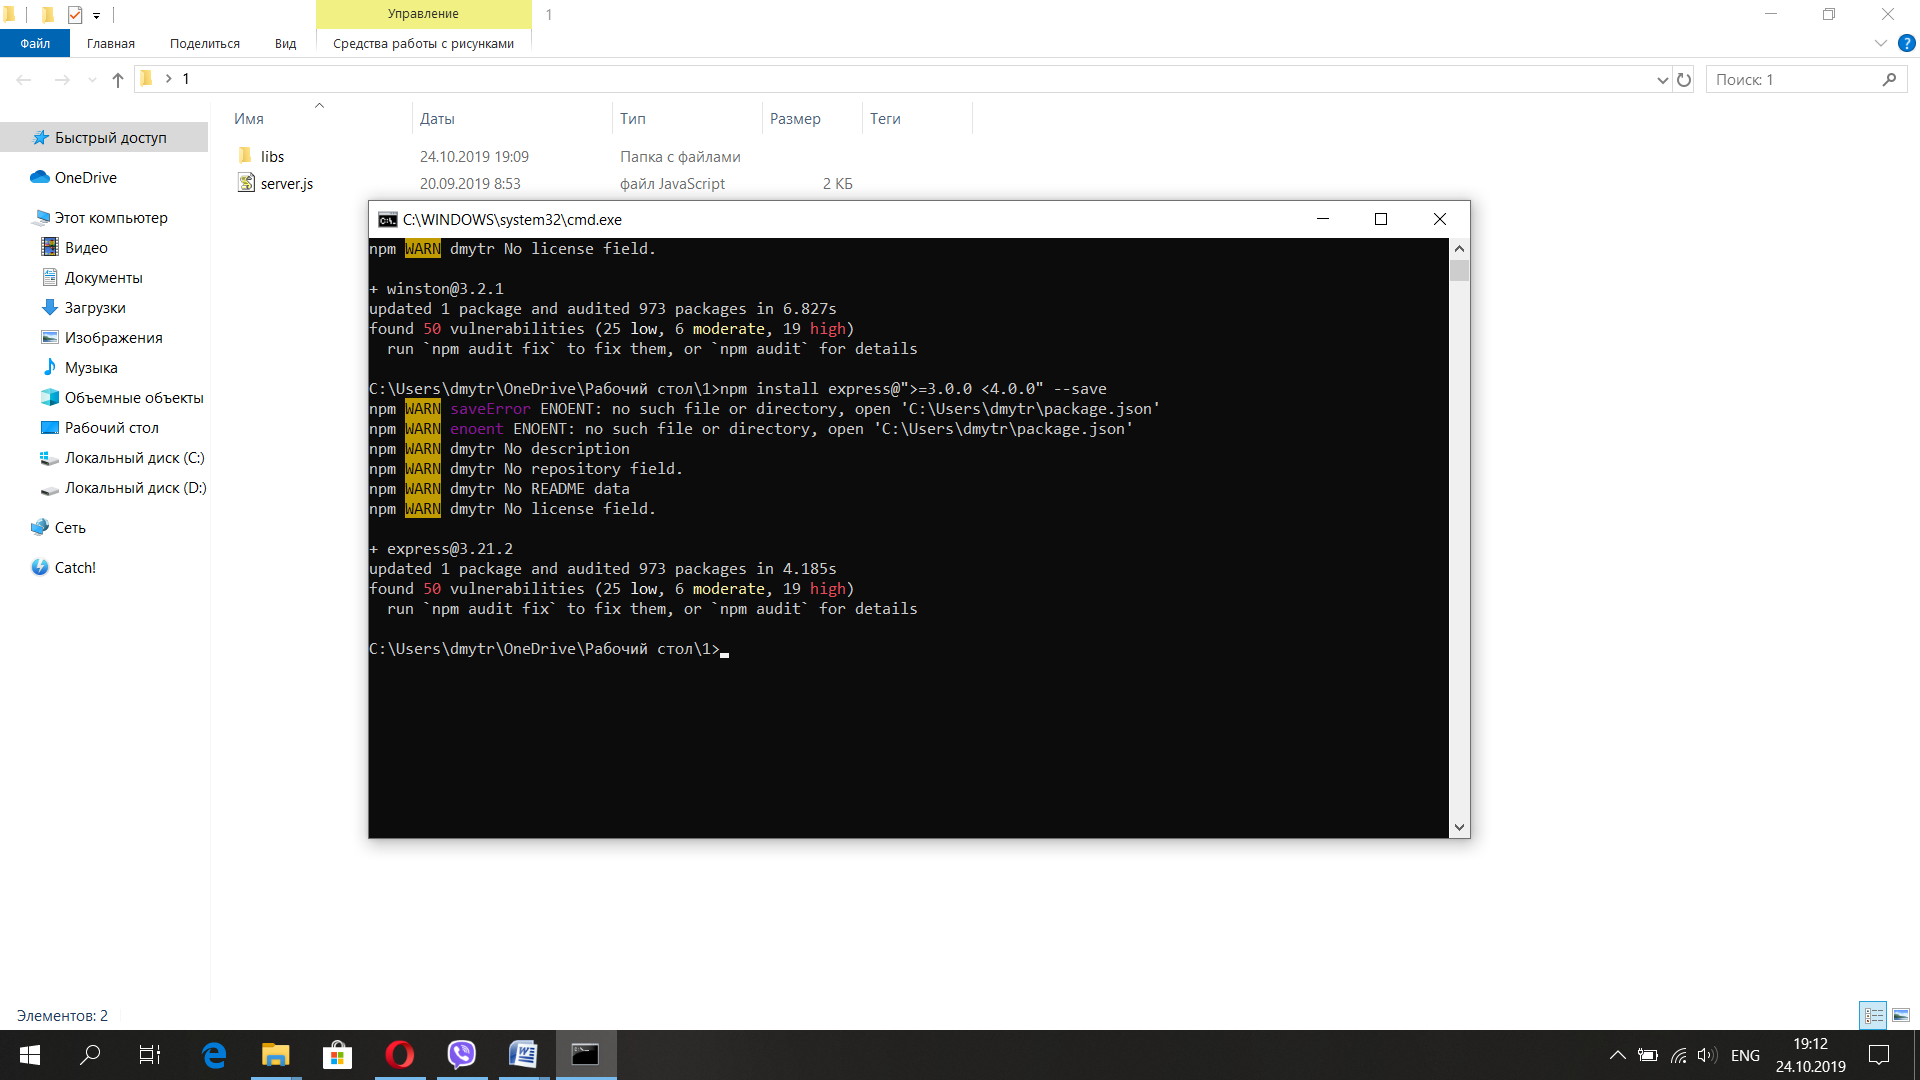 Управление
1
Файл
Главная
Поделиться
Вид
Средства работы с рисунками
?
1
Поиск: 1
Имя
Даты
Тип
Размер
Теги
Быстрый доступ
OneDrive
Этот компьютер
Видео
Документы
Загрузки
Изображения
Музыка
Объемные объекты
Рабочий стол
Локальный диск (C:)
Локальный диск (D:)
Сеть
Catch!
libs
24.10.2019 19:09
Папка с файлами
server.js
20.09.2019 8:53
файл JavaScript
2 КБ
C:\WINDOWS\system32\cmd.exe
npm WARN dmytr No license field.
+ winston@3.2.1
updated 1 package and audited 973 packages in 6.827s
found 50 vulnerabilities (25 low, 6 moderate, 19 high)
run `npm audit fix` to fix them, or `npm audit` for details
C:\Users\dmytr\OneDrive\Рабочий стол\1>npm install express@">=3.0.0 <4.0.0" --save
npm WARN saveError ENOENT: no such file or directory, open 'C:\Users\dmytr\package.json'
npm WARN enoent ENOENT: no such file or directory, open 'C:\Users\dmytr\package.json'
npm WARN dmytr No description
npm WARN dmytr No repository field.
npm WARN dmytr No README data
npm WARN dmytr No license field.
+ express@3.21.2
updated 1 package and audited 973 packages in 4.185s
found 50 vulnerabilities (25 low, 6 moderate, 19 high)
run `npm audit fix` to fix them, or `npm audit` for details
C:\Users\dmytr\OneDrive\Рабочий стол\1>
Элементов: 2
ENG
19:12
24.10.2019